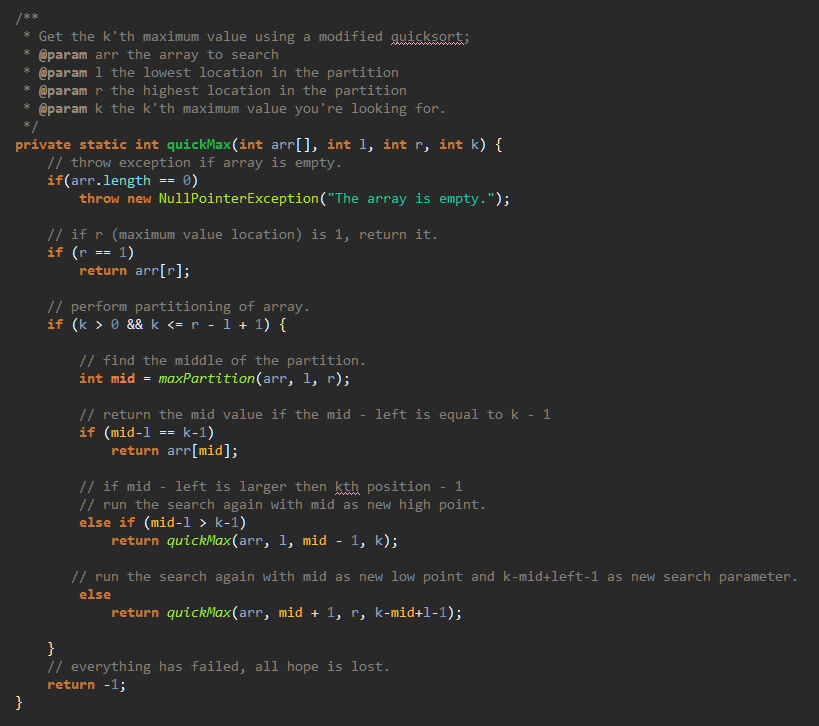 /**
 * Get the k'th maximum value using a modified quicksort;
 * @param arr the array to search
 * @param l the lowest location in the partition
 * @param r the highest location in the partition
 * @param k the k'th maximum value you're looking for.
 */
private static int quickMax(int arr[], int l, int r, int k) {
    // throw exception if array is empty.
    if(arr.length == 0)
        throw new NullPointerException("The array is empty.");

    // if r (maximum value location) is 1, return it.
    if (r == 1)
        return arr[r];

    // perform partitioning of array.
    if (k > 0 && k <= r - l + 1) {

        // find the middle of the partition.
        int mid = maxPartition(arr, l, r);

        // return the mid value if the mid - left is equal to k - 1
        if (mid-l == k-1)
            return arr[mid];

        // if mid - left is larger then kth position - 1
        // run the search again with mid as new high point.
        else if (mid-l > k-1)
            return quickMax(arr, l, mid - 1, k);

       // run the search again with mid as new low point and k-mid+left-1 as new search parameter.
        else
            return quickMax(arr, mid + 1, r, k-mid+l-1);

    }
    // everything has failed, all hope is lost.
    return -1;
}